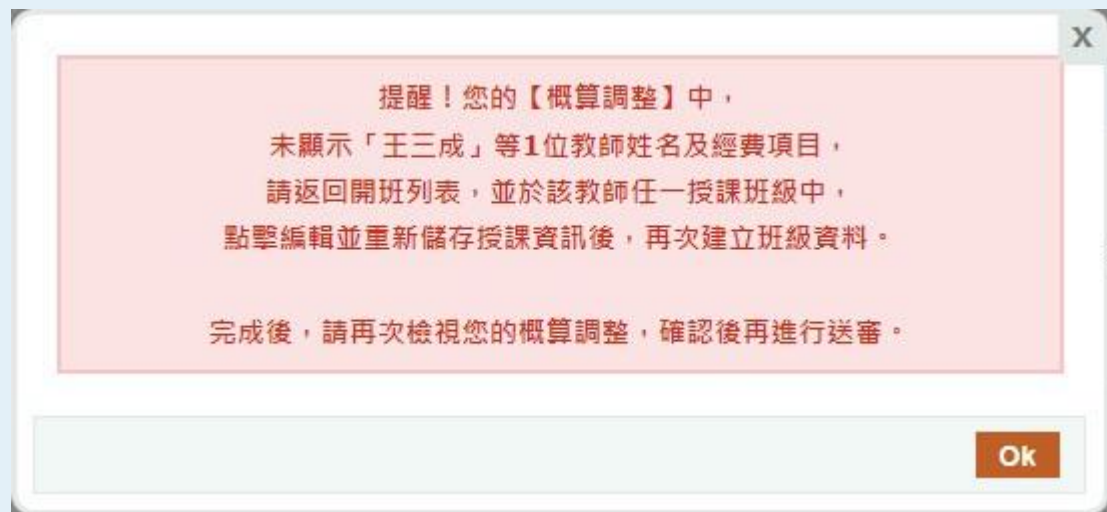 X
提醒！您的【概算調整】中，
未顯示「王三成」等1位教師姓名及經費項目，
請返回開班列表，並於該教師任一授課班級中，
點擊編輯並重新儲存授課資訊後，再次建立班級資料。
完成後，請再次檢視您的概算調整，確認後再進行送審。
Ok